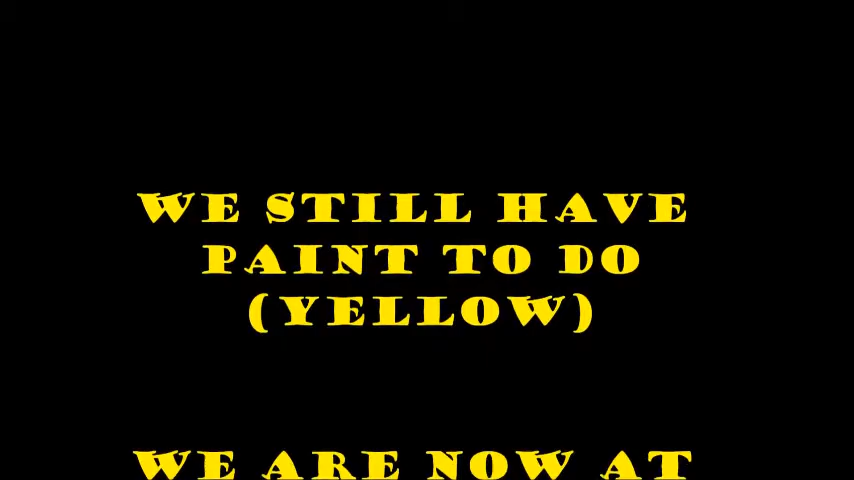 WE STILL HAVE
PAINT TO DO
(YELLOW)
WE ARE NOW AT